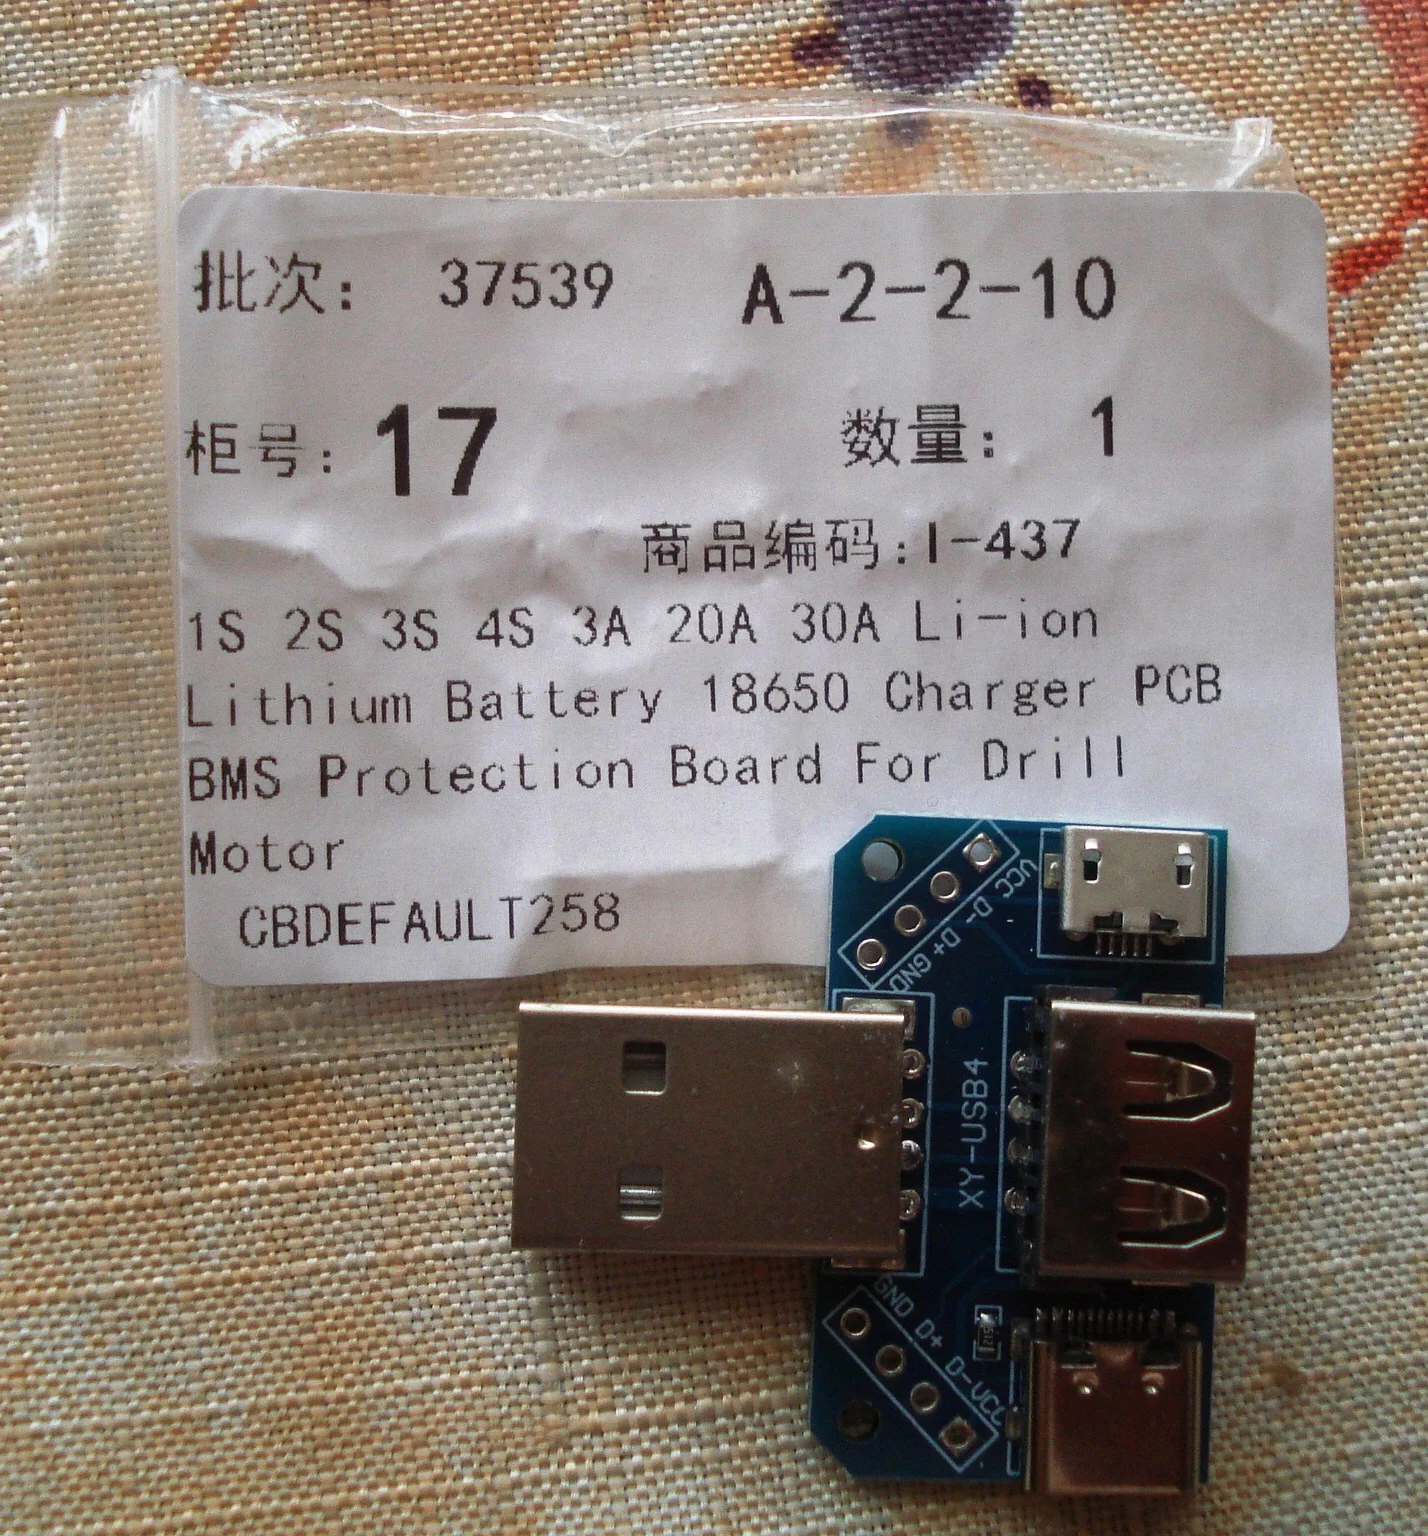 批次: 37539 A-2-2-10
柜号: 17 数量: 1
商品编码:I-437
1S 2S 3S 4S 3A 20A 30A Li-ion
Lithium Battery 18650 Charger PCB
BMS Protection Board For Drill
Motor
CBDEFAULT258
VCC D- D+ GND
XY-USB4
GND D+ D-VCC